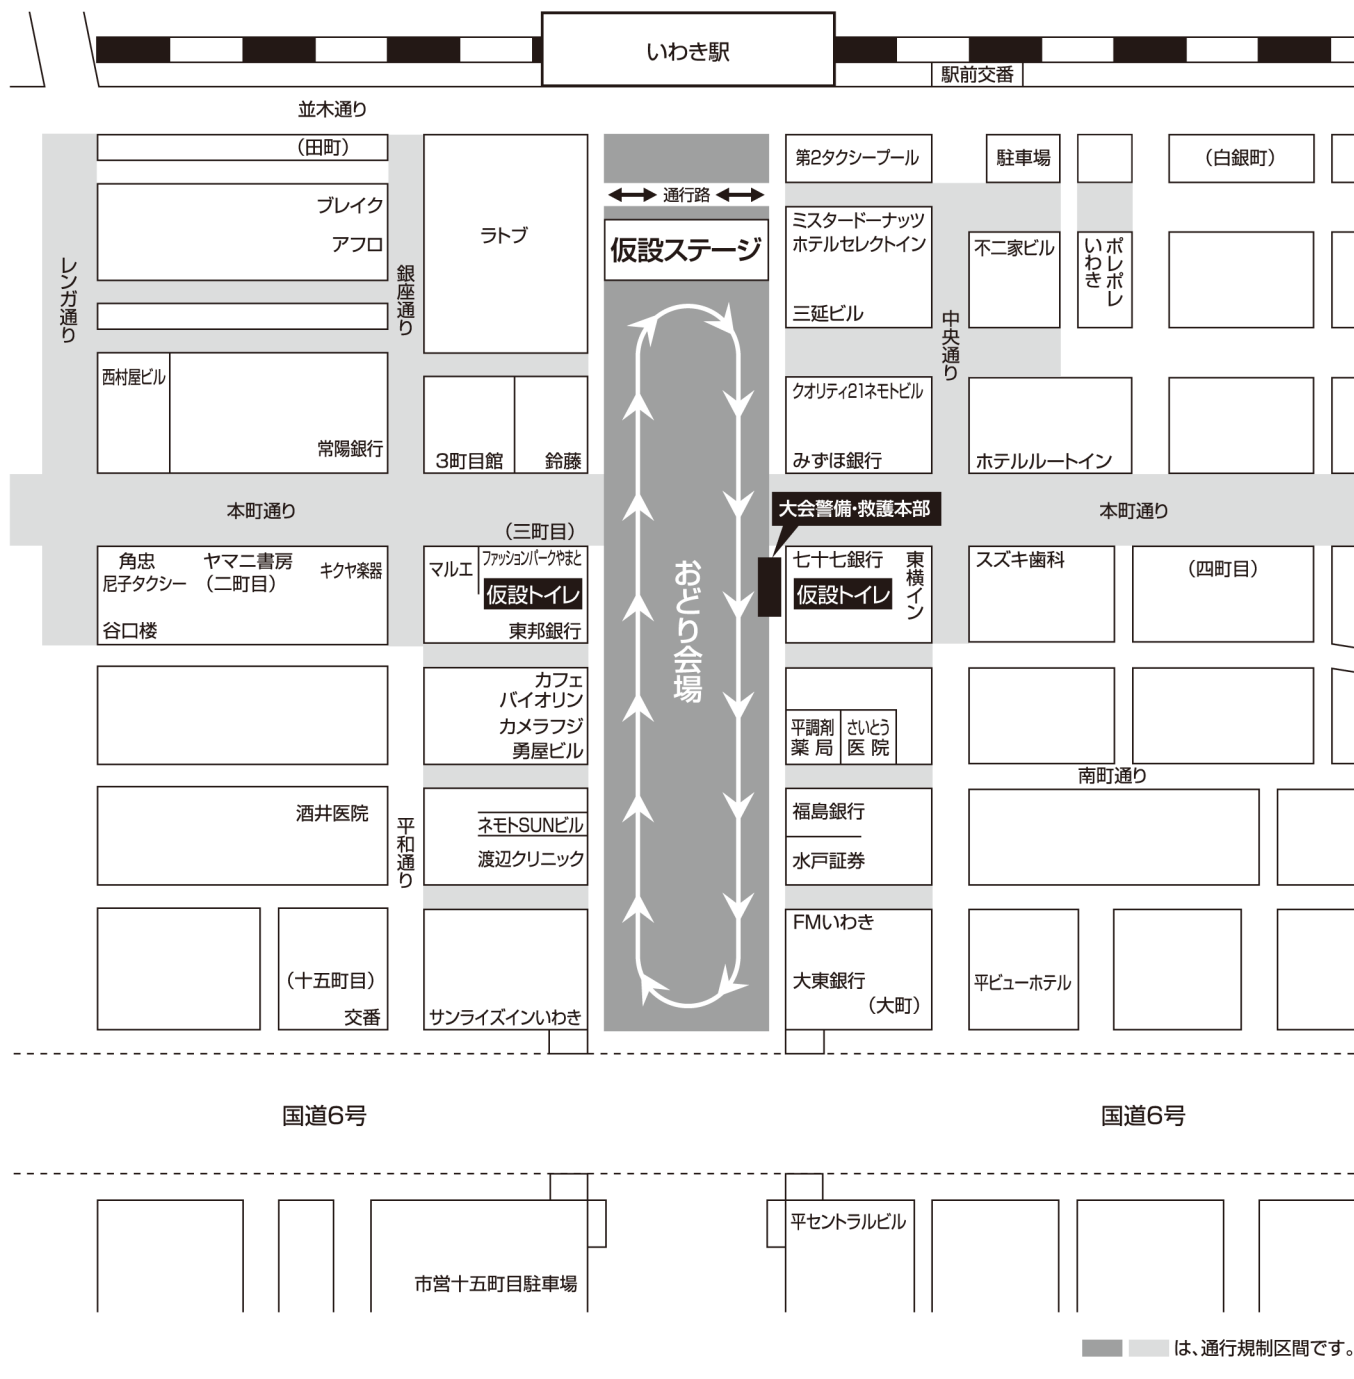 いわき駅
駅前交番
並木通り
（田町）
第2タクシープール
駐車場
（白銀町）
通行路
ブレイク
アフロ
ラトブ
仮設ステージ
ミスタードーナッツ
ホテルセレクトイン
三延ビル
不二家ビル
ポレポレ
いわき
レンガ通り
銀座通り
中央通り
西村屋ビル
常陽銀行
3町目館
鈴藤
クオリティ21ネモトビル
みずほ銀行
ホテルルートイン
本町通り
（三町目）
大会警備・救護本部
本町通り
角忠
尼子タクシー
ヤマニ書房
（二町目）
キクヤ楽器
谷口楼
マルエ
ファッションパークやまと
仮設トイレ
東邦銀行
おどり会場
七十七銀行
仮設トイレ
東横イン
スズキ歯科
（四町目）
カフェ
バイオリン
カメラフジ
勇屋ビル
平調剤
薬局
さいとう
医院
南町通り
酒井医院
平和通り
ネモトSUNビル
渡辺クリニック
福島銀行
水戸証券
（十五町目）
交番
サンライズインいわき
FMいわき
大東銀行
（大町）
平ビューホテル
国道6号
国道6号
市営十五町目駐車場
平セントラルビル
は、通行規制区間です。